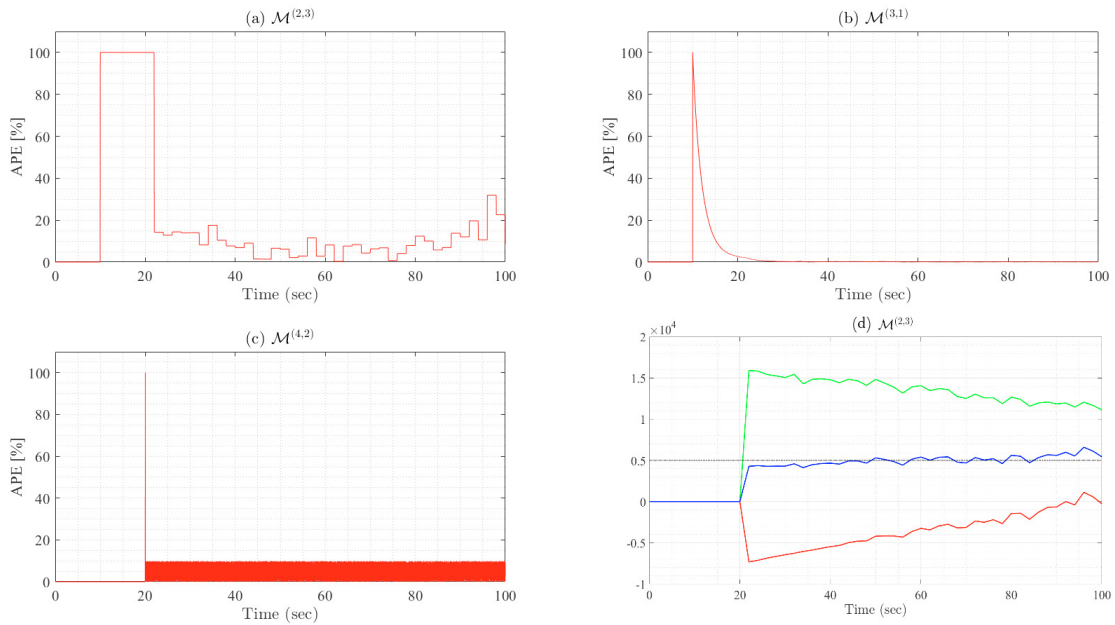 (a) 𝓜^(2,3)
100
80
60
40
20
0
APE [%]
0 20 40 60 80 100
Time (sec)
(b) 𝓜^(3,1)
100
80
60
40
20
0
APE [%]
0 20 40 60 80 100
Time (sec)
(c) 𝓜^(4,2)
100
80
60
40
20
0
APE [%]
0 20 40 60 80 100
Time (sec)
(d) 𝓜^(2,3)
×10^4
2
1.5
1
0.5
0
-0.5
-1
0 20 40 60 80 100
Time (sec)